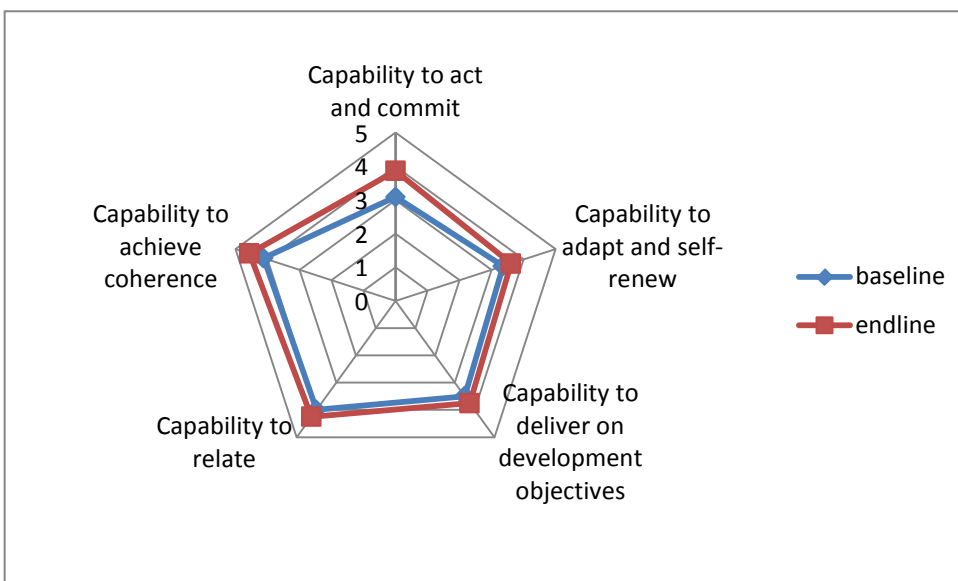 Capability to act
and commit
5
4
3
2
1
0
Capability to
adapt and self-
renew
Capability to
deliver on
development
objectives
Capability to
relate
Capability to
achieve
coherence
baseline
endline